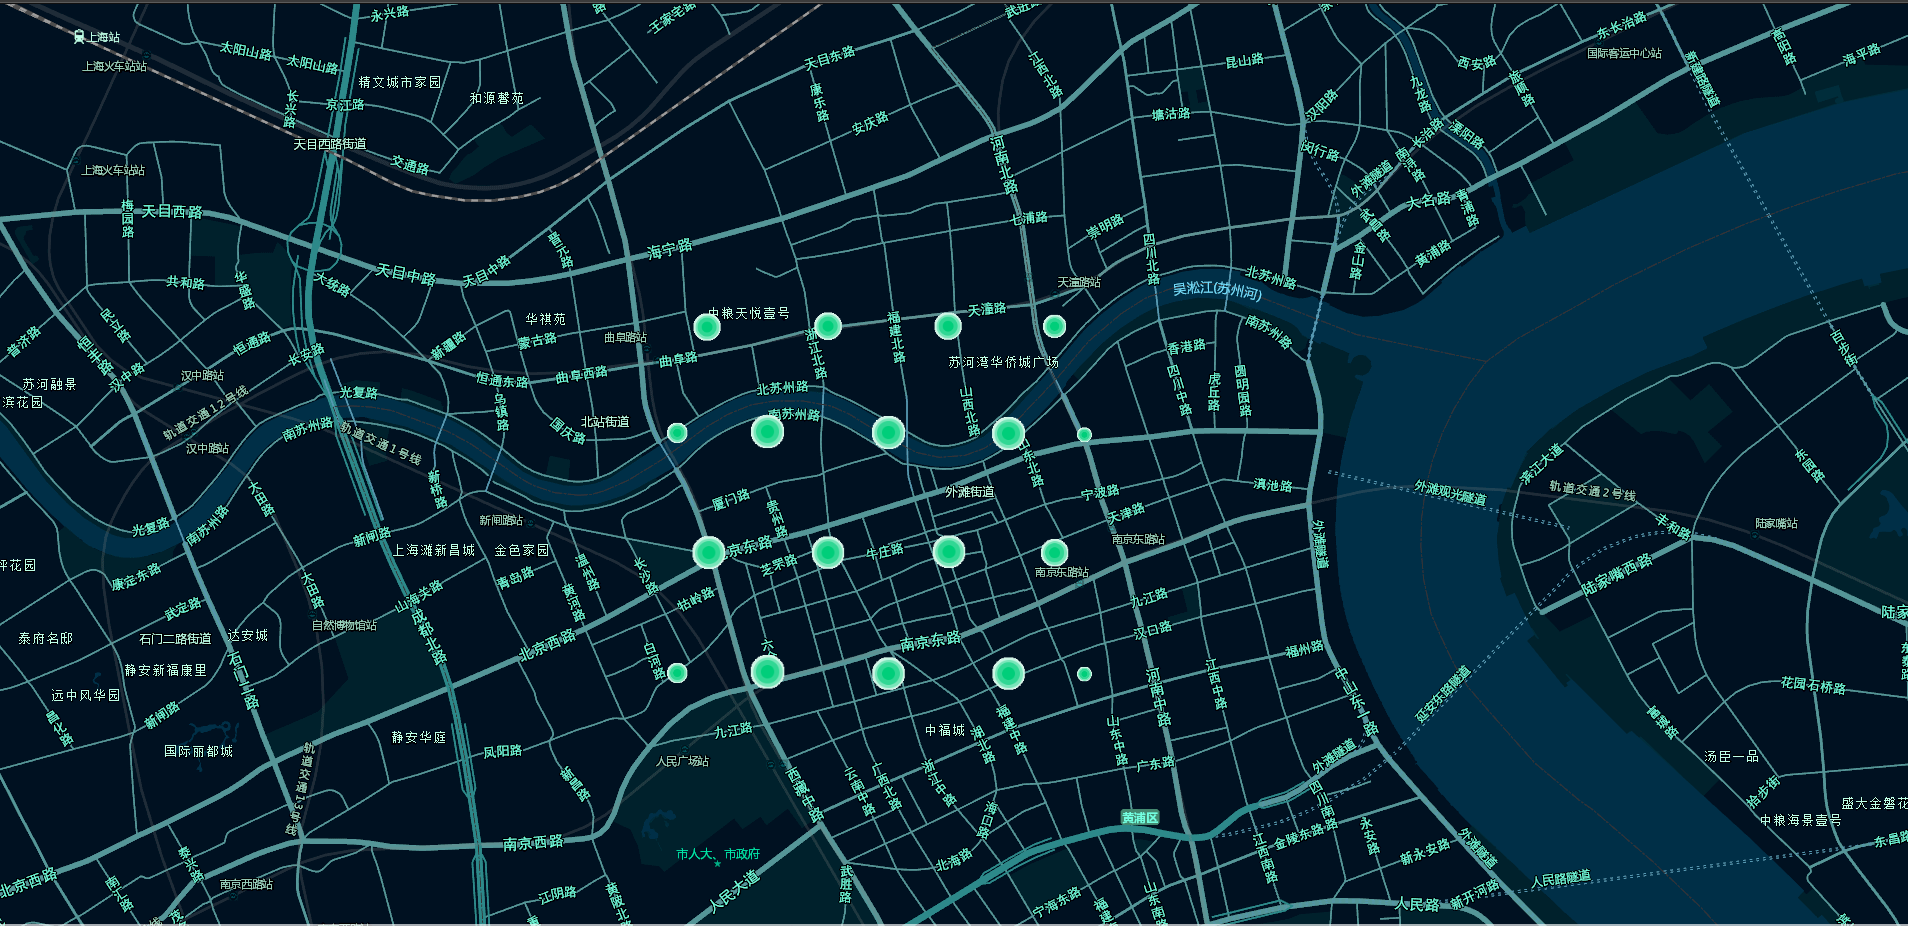 永兴路
王家宅路
武进路
东长治路
上海站
太阳山路
太阳山路
天目东路
江西北路
昆山路
西安路
国际客运中心站
高阳路
海平路
上海火车站站
精文城市家园
和源馨苑
康乐路
九龙路
旅顺路
新建路隧道
长兴路
京江路
安庆路
塘沽路
汉阳路
溧阳路
长治路
天目西路街道
交通路
河南北路
闵行路
南浔路
上海火车站站
外滩隧道
梅园路
天目西路
七浦路
崇明路
武昌路
大名路
青浦路
晋元路
海宁路
四川北路
金山路
黄浦路
共和路
华盛路
大统路
天目中路
天目中路
天潼路站
北苏州路
吴淞江(苏州河)
民立路
中粮天悦壹号
福建北路
天潼路
华祺苑
曲阜路站
浙江北路
南苏州路
普济路
恒丰路
恒通路
长安路
新疆路
蒙古路
曲阜路
苏河湾华侨城广场
香港路
百步街
汉中路
汉中路站
恒通东路
曲阜西路
北苏州路
四川中路
虎丘路
圆明园路
苏河融景
滨花园
轨道交通12号线
光复路
乌镇路
南苏州路
山西北路
南苏州路
轨道交通1号线
国庆路
北站街道
汉中路站
山东北路
滨江大道
东园路
大田路
新桥路
厦门路
贵州路
外滩街道
宁波路
滇池路
外滩观光隧道
轨道交通2号线
光复路
南苏州路
新闸路站
天津路
丰和路
陆家嘴站
新闸路
上海滩新昌城
金色家园
京东路
牛庄路
南京东路站
外滩隧道
坪花园
康定东路
大田路
青岛路
温州路
长沙路
芝罘路
南京东路站
陆家嘴西路
武定路
山海关路
黄河路
牯岭路
九江路
泰府名邸
石门二路街道
达安城
自然博物馆站
成都北路
北京西路
白河路
六
南京东路
汉口路
福州路
静安新福康里
石门二路
河南中路
江西中路
中山东一路
延安东路隧道
花园石桥路
远中风华园
昌化路
新闸路
国际丽都城
静安华庭
凤阳路
九江路
中福城
湖北路
福建中路
山东中路
广东路
外滩隧道
富城路
轨道交通13号线
人民广场站
新昌路
西藏中路
云南中路
广西北路
浙江中路
汤臣一品
拾步街
四川南路
海口路
黄浦区
盛大金磐花
中粮海景壹号
金陵东路
永安路
江西南路
南京西路
市人大、市政府
北海路
新永安路
外滩隧道
东昌路
北京西路
泰兴路
南汇路
南京西路站
江阴路
黄陂北路
人民大道
武胜路
宁海东路
山东南路
人民路
新开河路
人民路隧道